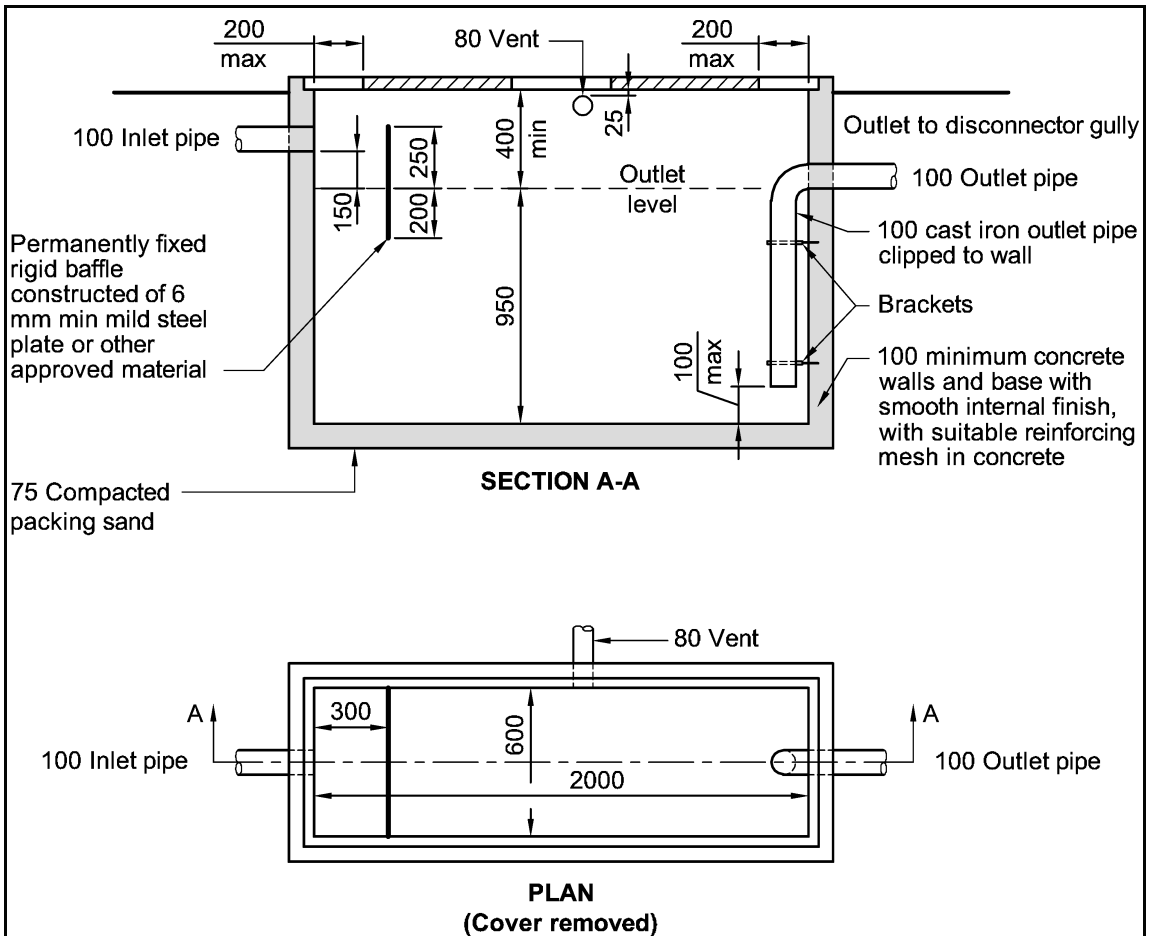 200
max
80 Vent
200
max
100 Inlet pipe
250
400
min
25
Outlet to disconnector gully
Outlet
level
100 Outlet pipe
150
200
100 cast iron outlet pipe
clipped to wall
Permanently fixed
rigid baffle
constructed of 6
mm min mild steel
plate or other
approved material
950
Brackets
100
max
100 minimum concrete
walls and base with
smooth internal finish,
with suitable reinforcing
mesh in concrete
SECTION A-A
75 Compacted
packing sand
80 Vent
A
300
600
A
100 Inlet pipe
2000
100 Outlet pipe
PLAN
(Cover removed)